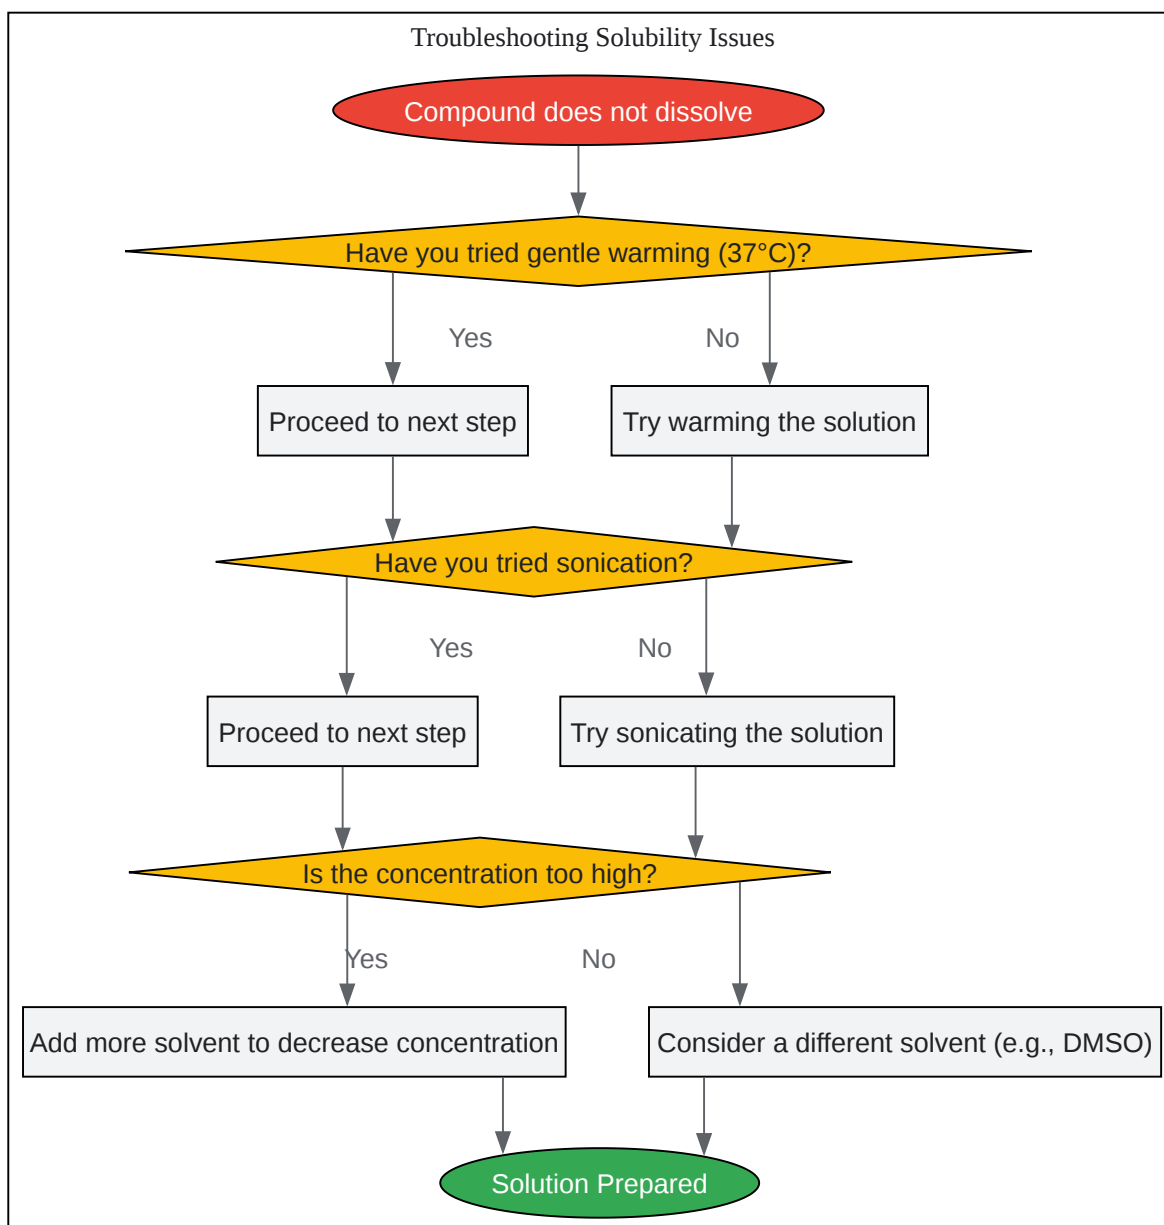 Troubleshooting Solubility Issues
Compound does not dissolve
Have you tried gentle warming (37°C)?
Yes
No
Proceed to next step
Try warming the solution
Have you tried sonication?
Yes
No
Proceed to next step
Try sonicating the solution
Is the concentration too high?
Yes
No
Add more solvent to decrease concentration
Consider a different solvent (e.g., DMSO)
Solution Prepared